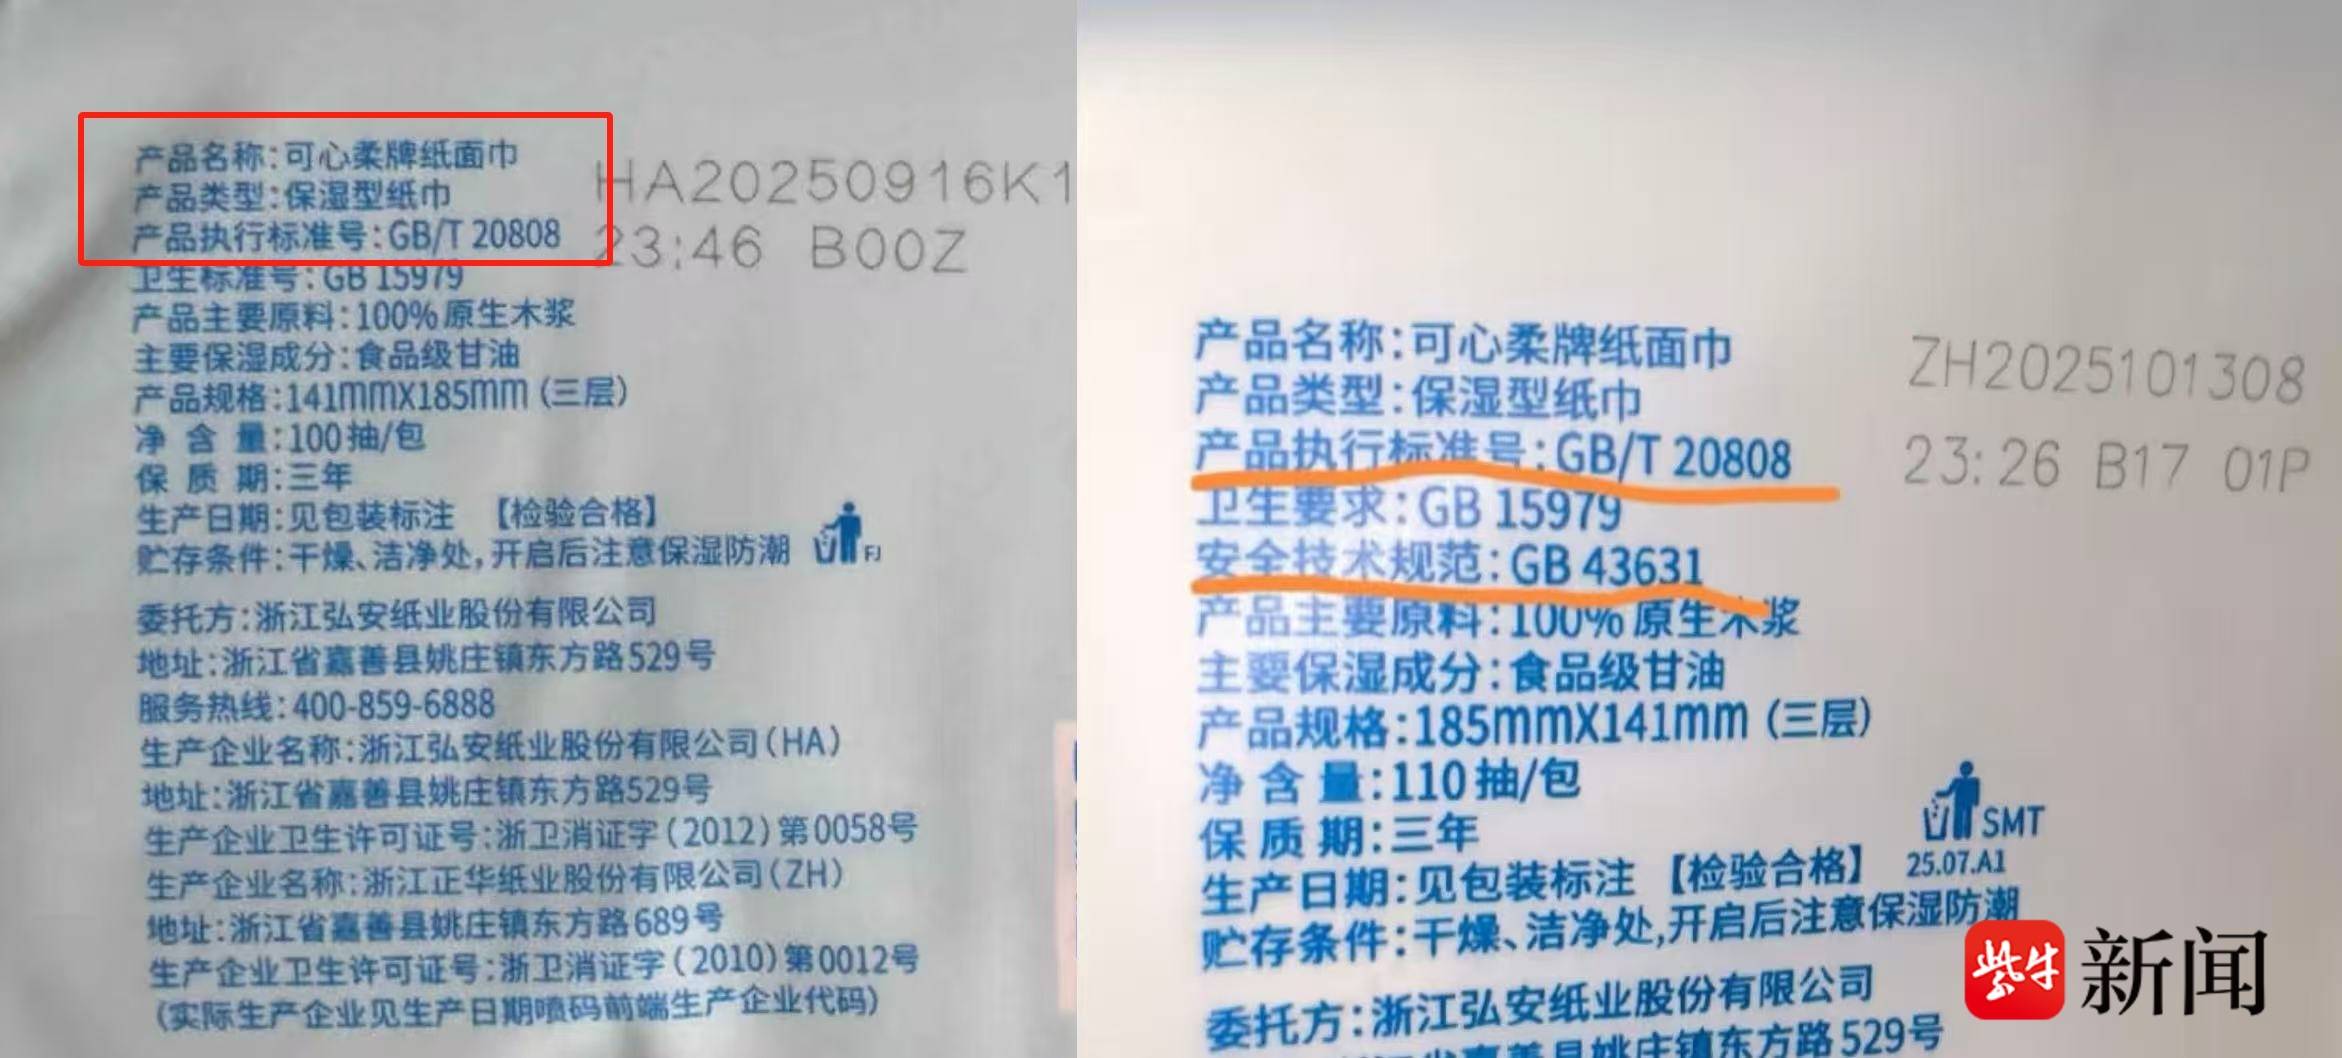 产品名称:可心柔牌纸面巾
产品类型:保湿型纸巾
产品执行标准号:GB/T 20808
卫生标准号:GB 15979
产品主要原料:100%原生木浆
主要保湿成分:食品级甘油
产品规格:141mmX185mm(三层)
净 含 量:100抽/包
保 质 期:三年
生产日期:见包装标注 【检验合格】
贮存条件:干燥、洁净处,开启后注意保湿防潮
FJ
委托方:浙江弘安纸业股份有限公司
地址:浙江省嘉善县姚庄镇东方路529号
服务热线:400-859-6888
生产企业名称:浙江弘安纸业股份有限公司(HA)
地址:浙江省嘉善县姚庄镇东方路529号
生产企业卫生许可证号:浙卫消证字(2012)第0058号
生产企业名称:浙江正华纸业股份有限公司(ZH)
地址:浙江省嘉善县姚庄镇东方路689号
生产企业卫生许可证号:浙卫消证字(2010)第0012号
(实际生产企业见生产日期喷码前端生产企业代码)
HA20250916K1
23:46 B00Z
产品名称:可心柔牌纸面巾
产品类型:保湿型纸巾
产品执行标准号:GB/T 20808
卫生要求:GB 15979
安全技术规范:GB 43631
产品主要原料:100%原生木浆
主要保湿成分:食品级甘油
产品规格:185mmX141mm(三层)
净 含 量:110抽/包
保 质 期:三年
生产日期:见包装标注 【检验合格】
贮存条件:干燥、洁净处,开启后注意保湿防潮
SMT
25.07.A1
委托方:浙江弘安纸业股份有限公司
江省嘉善县姚庄镇东方路529号
ZH2025101308
23:26 B17 01P
紫牛
新闻